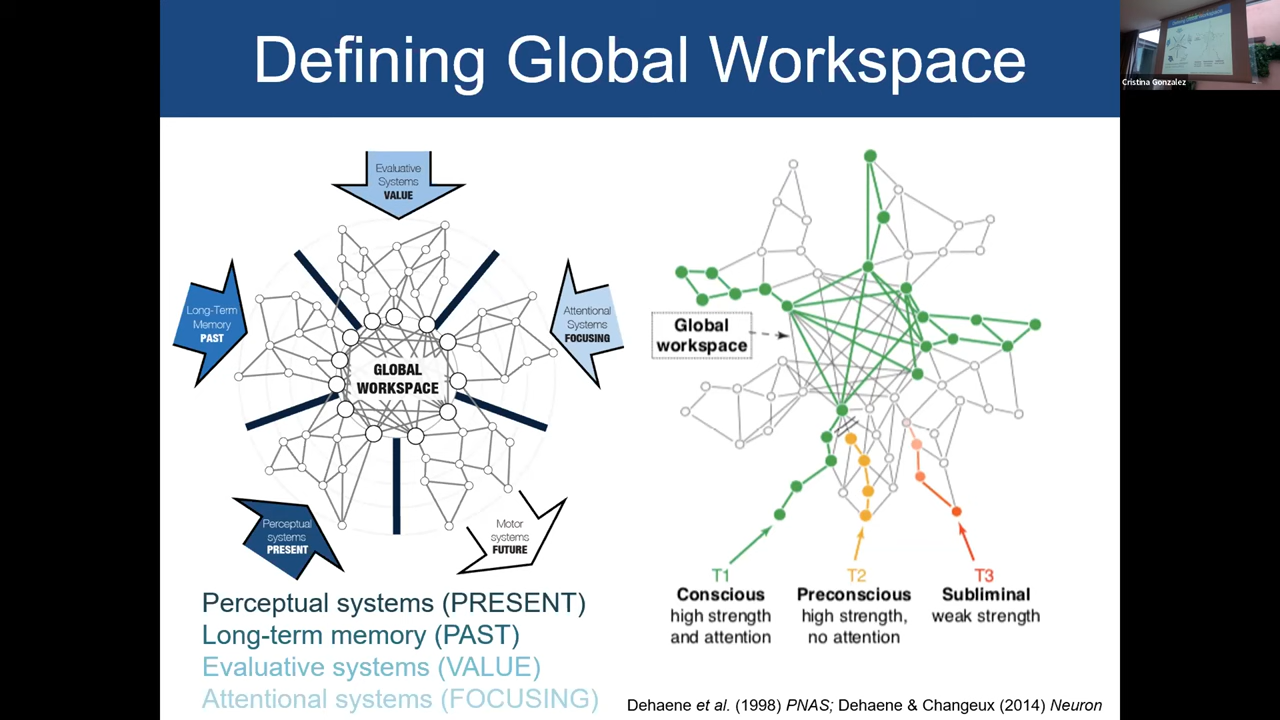 Defining Global Workspace
Cristina Gonzalez
Evaluative
Systems
VALUE
Long-Term
Memory
PAST
Attentional
Systems
FOCUSING
GLOBAL
WORKSPACE
Perceptual
systems
PRESENT
Motor
systems
FUTURE
Perceptual systems (PRESENT)
Long-term memory (PAST)
Evaluative systems (VALUE)
Attentional systems (FOCUSING)
Global
workspace
T1
Conscious
high strength
and attention
T2
Preconscious
high strength,
no attention
T3
Subliminal
weak strength
Dehaene et al. (1998) PNAS; Dehaene & Changeux (2014) Neuron